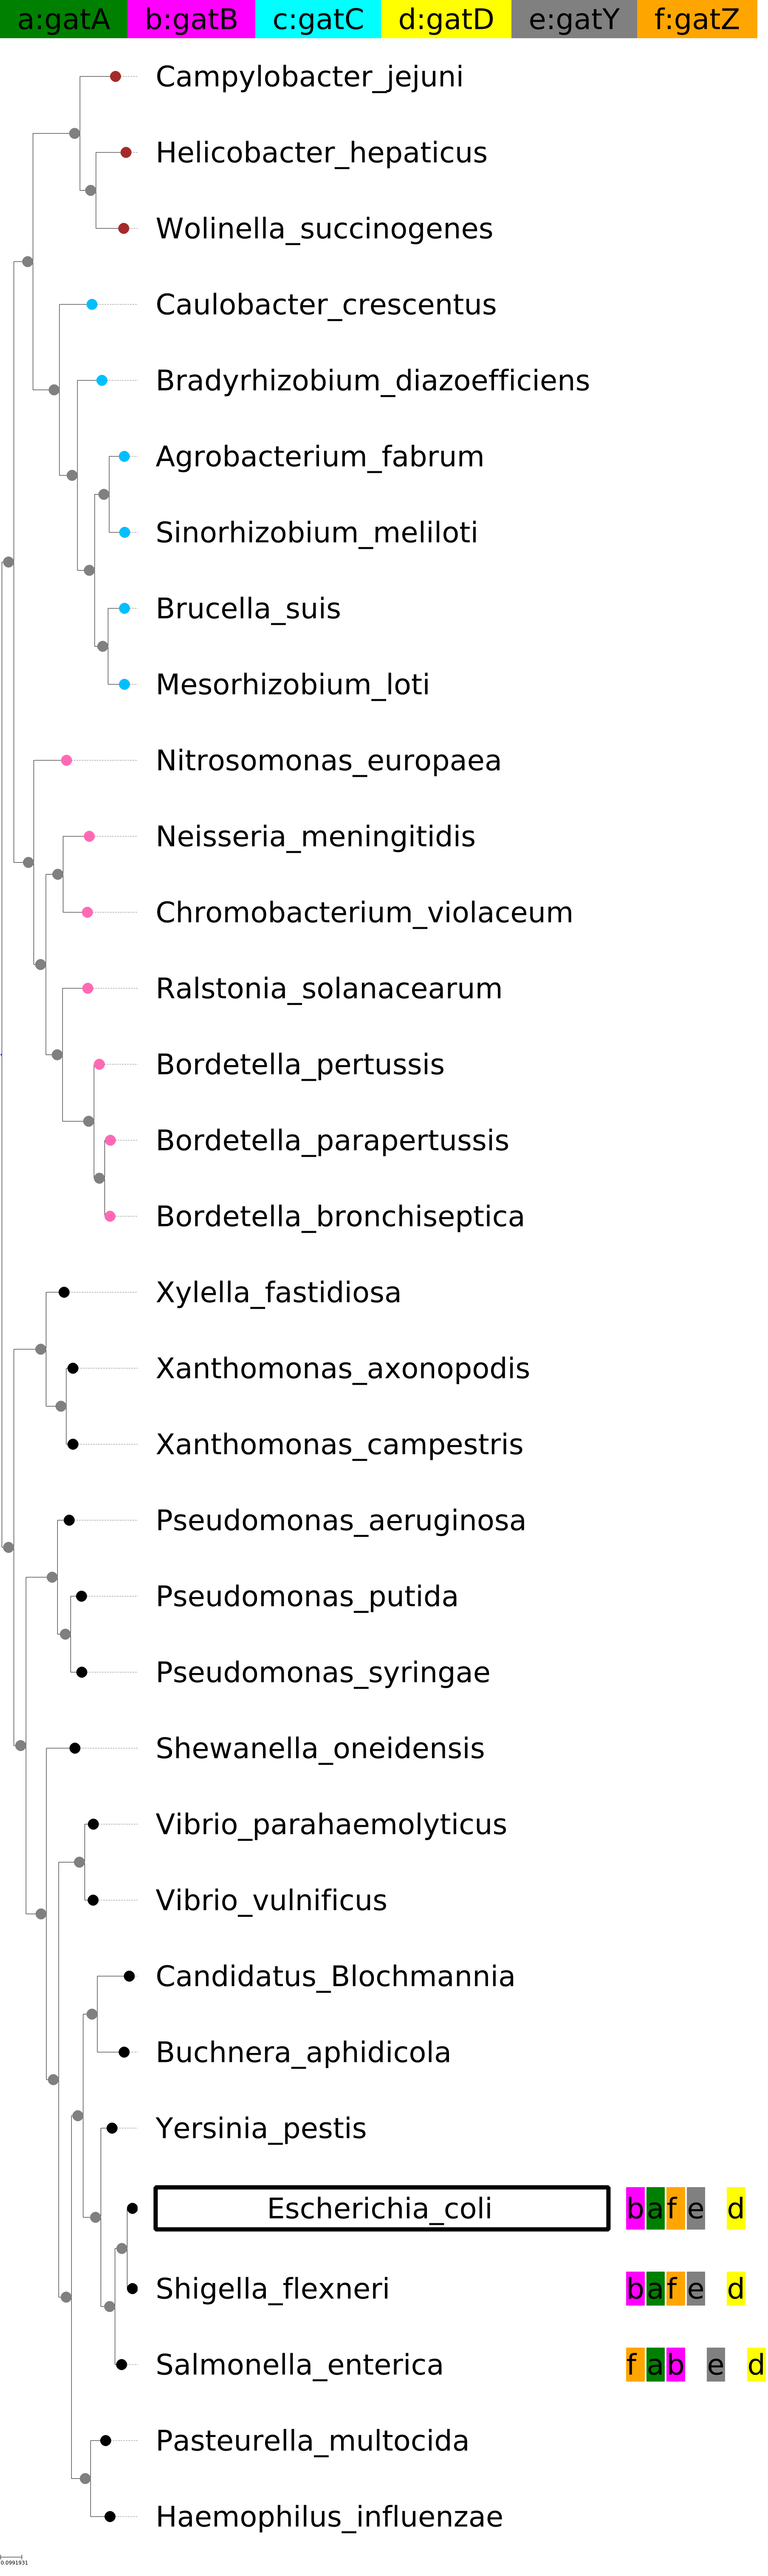 a:gatA b:gatB c:gatC d:gatD e:gatY f:gatZ
Campylobacter_jejuni
Helicobacter_hepaticus
Wolinella_succinogenes
Caulobacter_crescentus
Bradyrhizobium_diazoefficiens
Agrobacterium_fabrum
Sinorhizobium_meliloti
Brucella_suis
Mesorhizobium_loti
Nitrosomonas_europaea
Neisseria_meningitidis
Chromobacterium_violaceum
Ralstonia_solanacearum
Bordetella_pertussis
Bordetella_parapertussis
Bordetella_bronchiseptica
Xylella_fastidiosa
Xanthomonas_axonopodis
Xanthomonas_campestris
Pseudomonas_aeruginosa
Pseudomonas_putida
Pseudomonas_syringae
Shewanella_oneidensis
Vibrio_parahaemolyticus
Vibrio_vulnificus
Candidatus_Blochmannia
Buchnera_aphidicola
Yersinia_pestis
Escherichia_coli b a f e d
Shigella_flexneri b a f e d
Salmonella_enterica f a b e d
Pasteurella_multocida
Haemophilus_influenzae
0.0991931